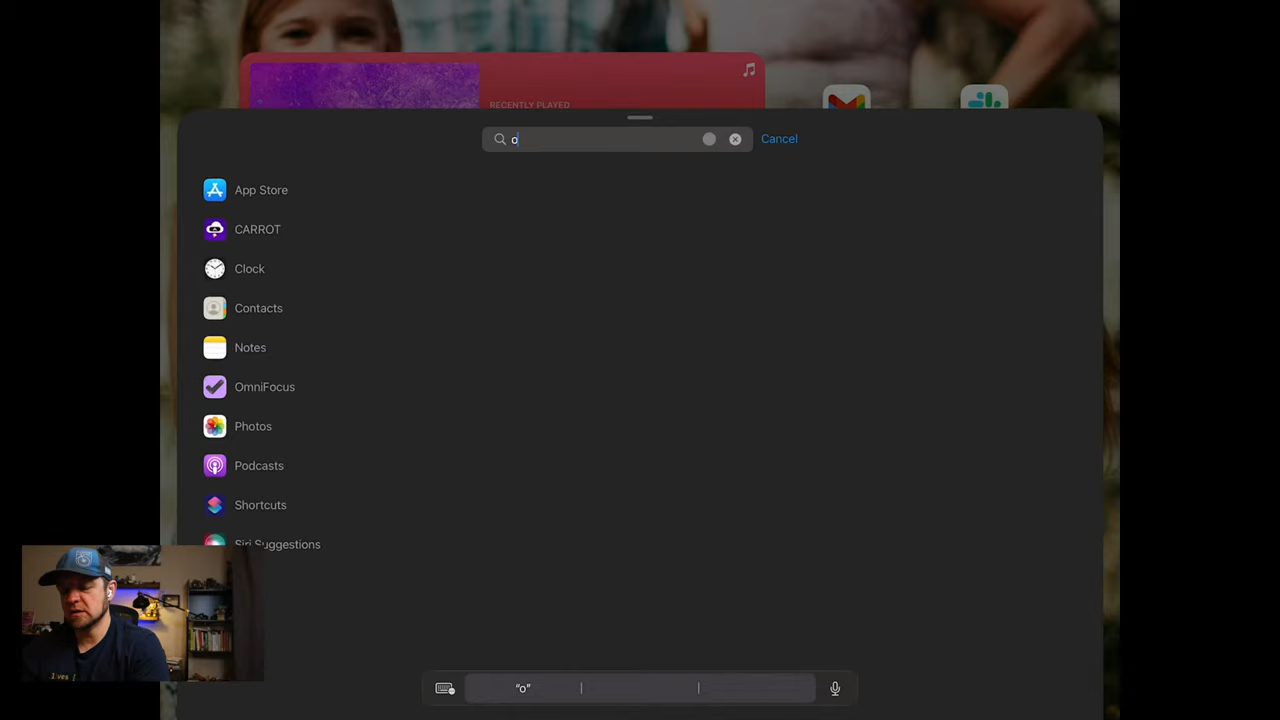 RECENTLY PLAYED
o
Cancel
App Store
CARROT
Clock
Contacts
Notes
OmniFocus
Photos
Podcasts
Shortcuts
Siri Suggestions
"o"